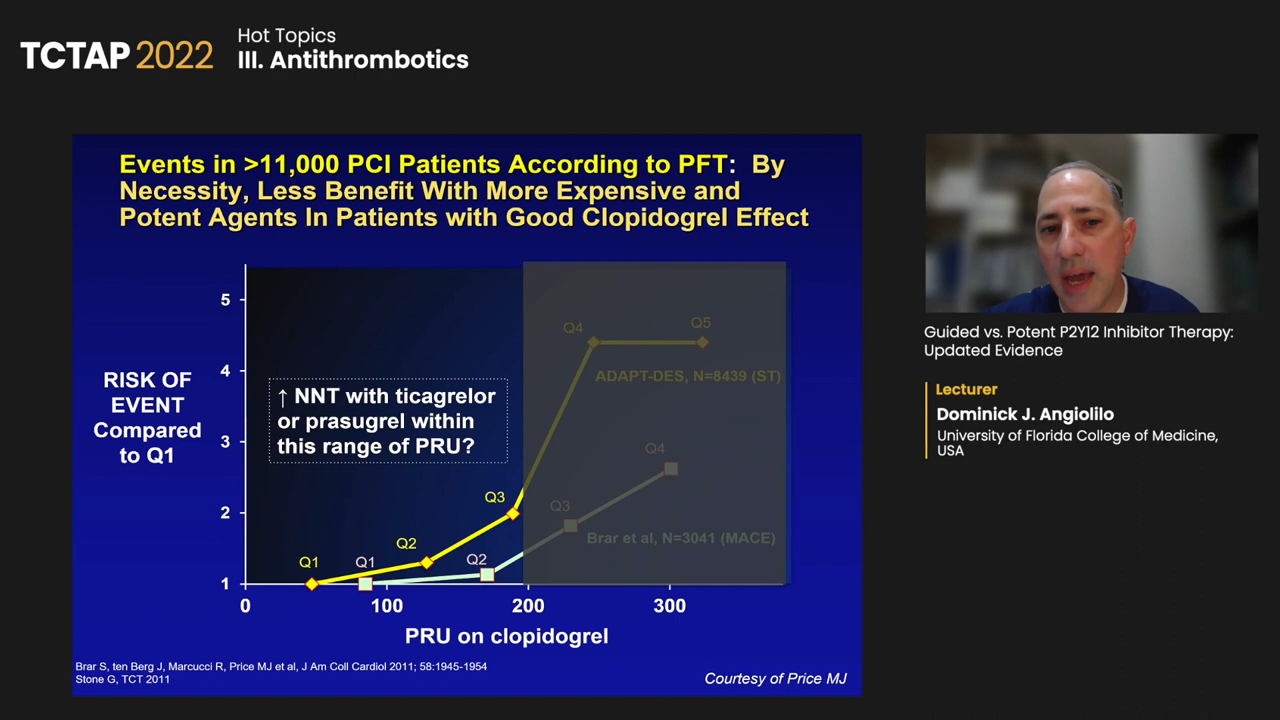 TCTAP 2022
Hot Topics
III. Antithrombotics
Events in >11,000 PCI Patients According to PFT: By
Necessity, Less Benefit With More Expensive and
Potent Agents In Patients with Good Clopidogrel Effect
RISK OF
EVENT
Compared
to Q1
5
4
3
2
1
↑ NNT with ticagrelor
or prasugrel within
this range of PRU?
Q4
Q5
ADAPT-DES, N=8439 (ST)
Q4
Q3
Q3
Brar et al, N=3041 (MACE)
Q2
Q2
Q1
Q1
0
100
200
300
PRU on clopidogrel
Brar S, ten Berg J, Marcucci R, Price MJ et al, J Am Coll Cardiol 2011; 58:1945-1954
Stone G, TCT 2011
Courtesy of Price MJ
Guided vs. Potent P2Y12 Inhibitor Therapy:
Updated Evidence
Lecturer
Dominick J. Angiolilo
University of Florida College of Medicine,
USA